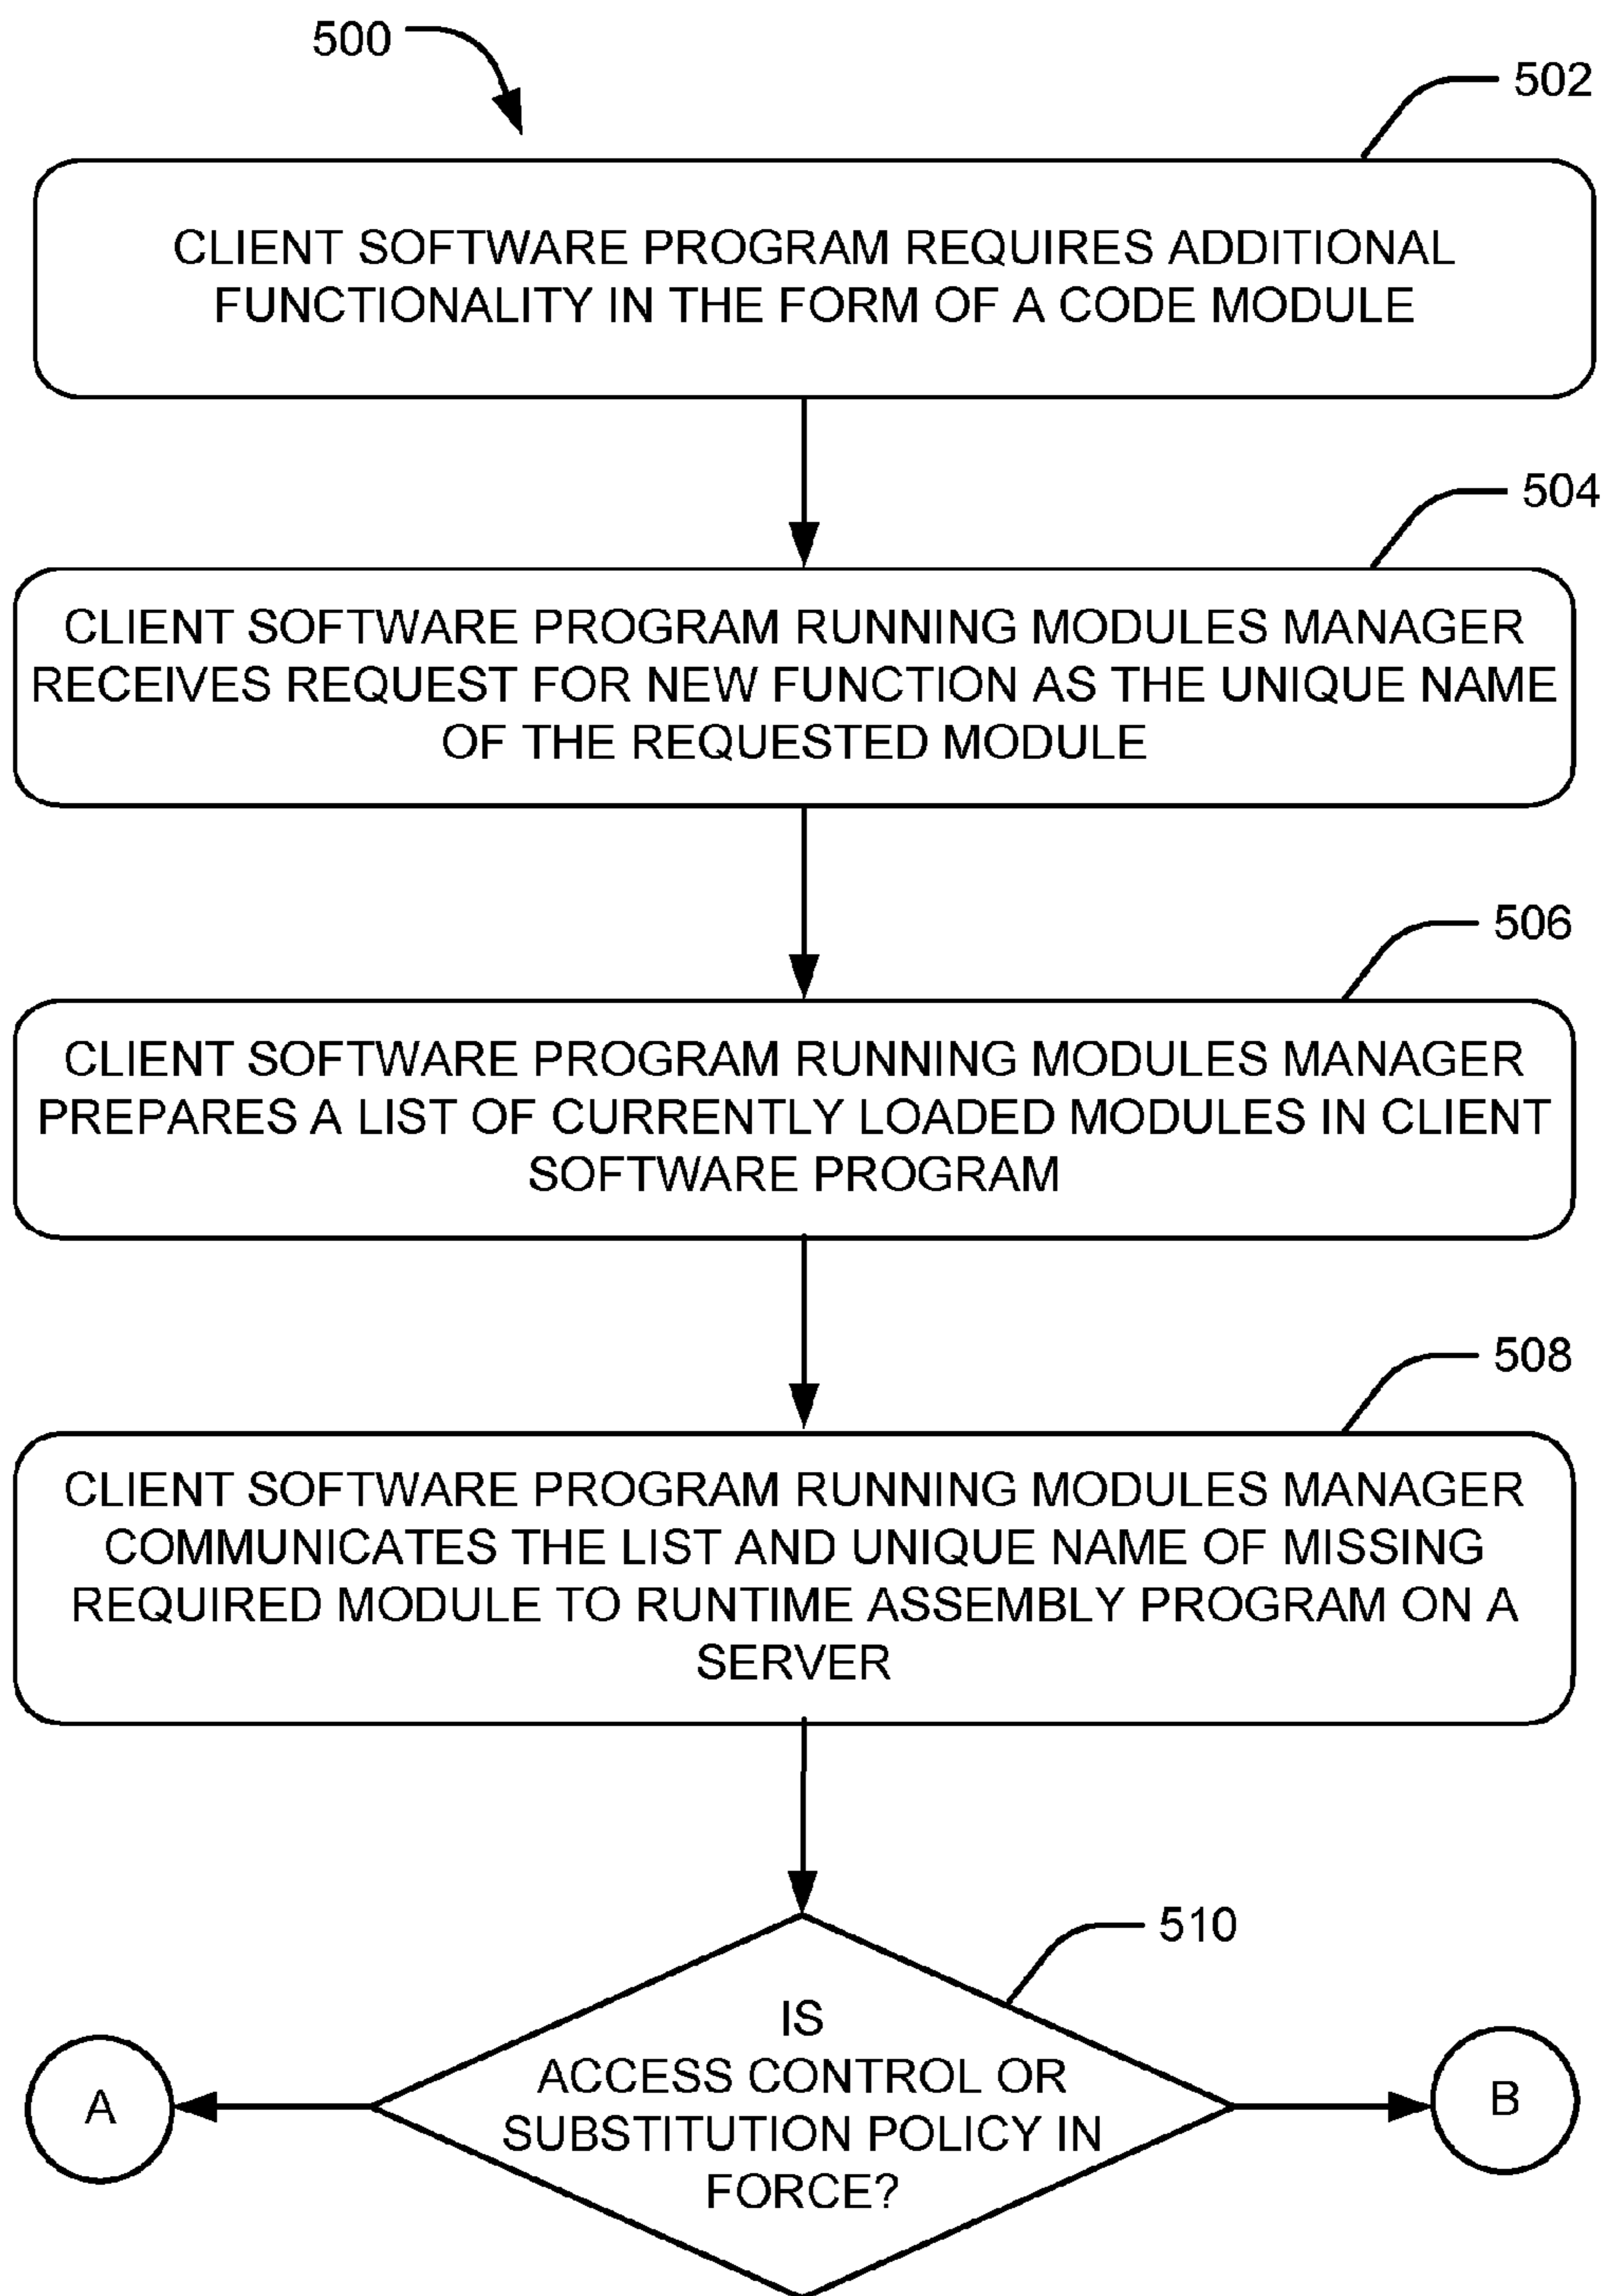 500
502
CLIENT SOFTWARE PROGRAM REQUIRES ADDITIONAL
FUNCTIONALITY IN THE FORM OF A CODE MODULE
504
CLIENT SOFTWARE PROGRAM RUNNING MODULES MANAGER
RECEIVES REQUEST FOR NEW FUNCTION AS THE UNIQUE NAME
OF THE REQUESTED MODULE
506
CLIENT SOFTWARE PROGRAM RUNNING MODULES MANAGER
PREPARES A LIST OF CURRENTLY LOADED MODULES IN CLIENT
SOFTWARE PROGRAM
508
CLIENT SOFTWARE PROGRAM RUNNING MODULES MANAGER
COMMUNICATES THE LIST AND UNIQUE NAME OF MISSING
REQUIRED MODULE TO RUNTIME ASSEMBLY PROGRAM ON A
SERVER
510
IS
ACCESS CONTROL OR
SUBSTITUTION POLICY IN
FORCE?
A
B